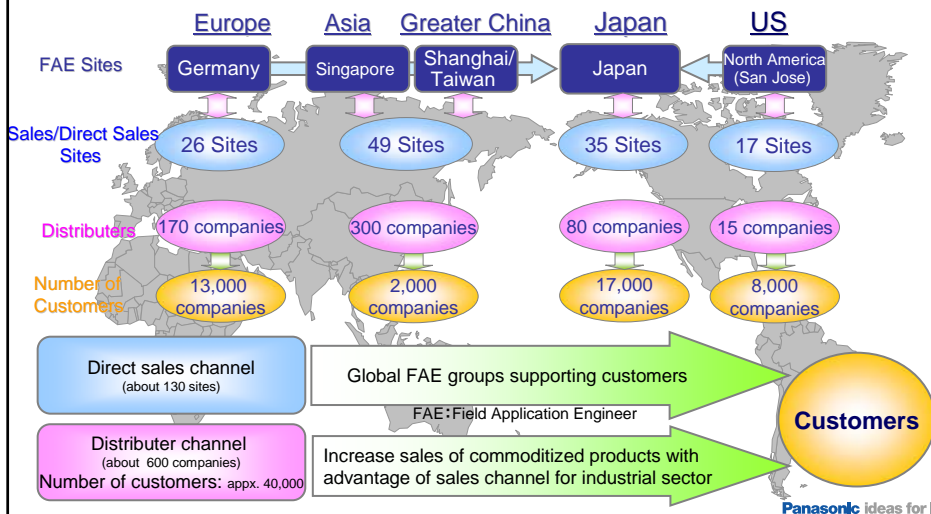 Europe Asia Greater China Japan US
FAE Sites Germany Singapore Shanghai/ Taiwan Japan North America (San Jose)
Sales/Direct Sales Sites 26 Sites 49 Sites 35 Sites 17 Sites
Distributers 170 companies 300 companies 80 companies 15 companies
Number of Customers 13,000 companies 2,000 companies 17,000 companies 8,000 companies
Direct sales channel
(about 130 sites)
Global FAE groups supporting customers
FAE:Field Application Engineer
Distributer channel
(about 600 companies)
Number of customers: appx. 40,000
Increase sales of commoditized products with
advantage of sales channel for industrial sector
Customers
Panasonic ideas for